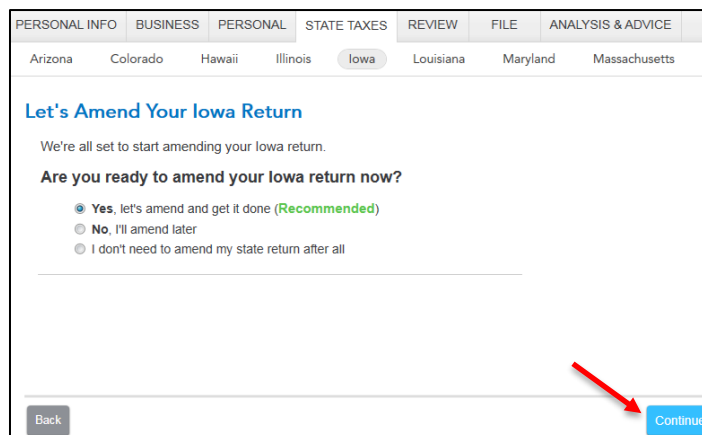 PERSONAL INFO BUSINESS PERSONAL STATE TAXES REVIEW FILE ANALYSIS & ADVICE
Arizona Colorado Hawaii Illinois Iowa Louisiana Maryland Massachusetts
Let's Amend Your Iowa Return
We're all set to start amending your Iowa return.
Are you ready to amend your Iowa return now?
Yes, let's amend and get it done (Recommended)
No, I'll amend later
I don't need to amend my state return after all
Back Continue